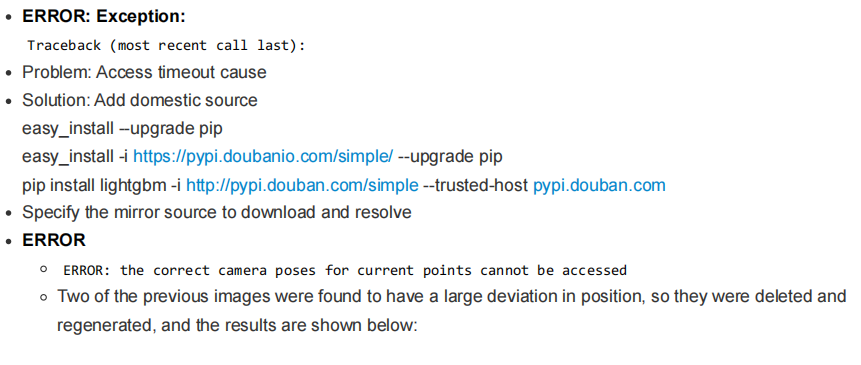 ERROR: Exception:
Traceback (most recent call last):
Problem: Access timeout cause
Solution: Add domestic source
easy_install --upgrade pip
easy_install -i https://pypi.doubanio.com/simple/ --upgrade pip
pip install lightgbm -i http://pypi.douban.com/simple --trusted-host pypi.douban.com
Specify the mirror source to download and resolve
ERROR
ERROR: the correct camera poses for current points cannot be accessed
Two of the previous images were found to have a large deviation in position, so they were deleted and
regenerated, and the results are shown below: